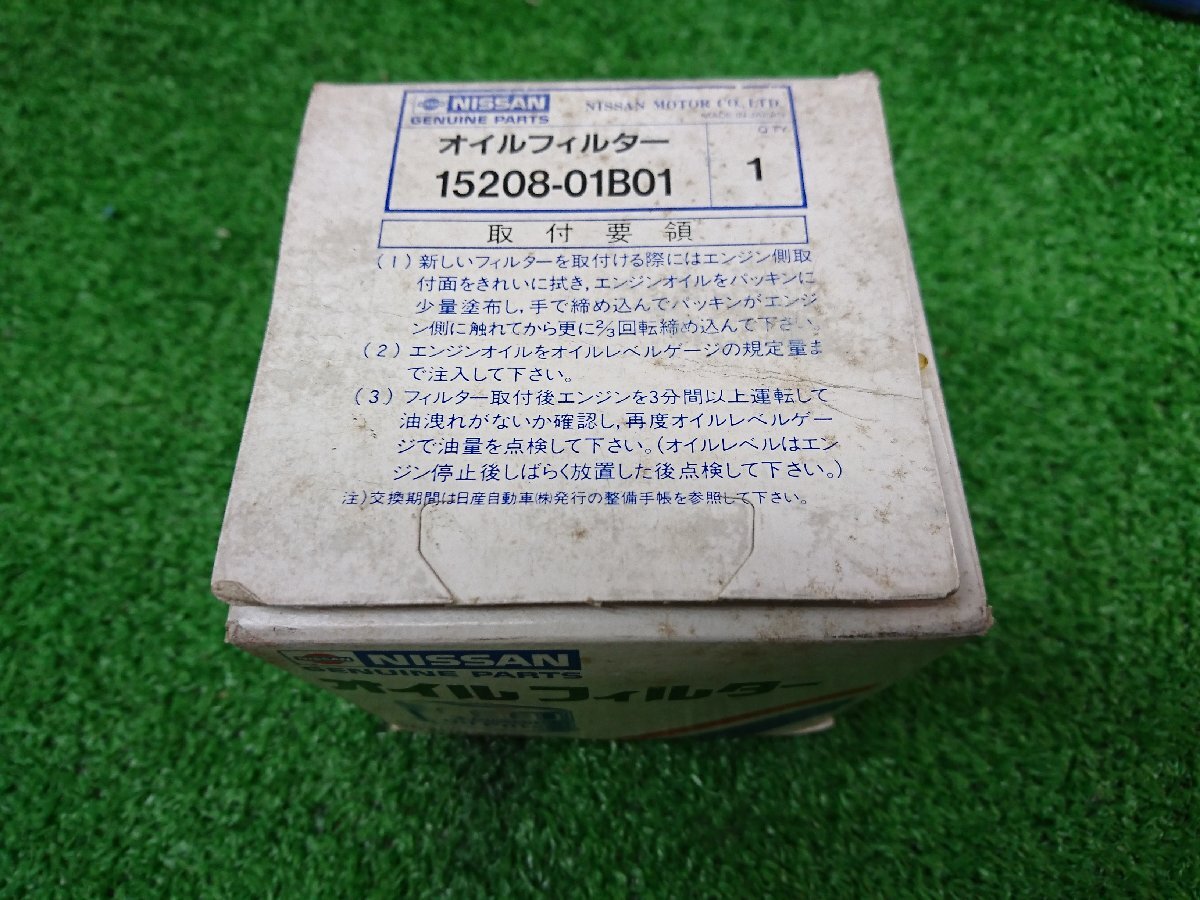 NISSAN NISSAN MOTOR CO., LTD.
GENUINE PARTS MADE IN JAPAN
オイルフィルター Q'TY
15208-01B01 1
取付要領
(1) 新しいフィルターを取付ける際にはエンジン側取
付面をきれいに拭き,エンジンオイルをパッキンに
少量塗布し,手で締め込んでパッキンがエンジ
ン側に触れてから更に2/3回転締め込んで下さい。
(2) エンジンオイルをオイルレベルゲージの規定量ま
で注入して下さい。
(3) フィルター取付後エンジンを3分間以上運転して
油洩れがないか確認し,再度オイルレベルゲー
ジで油量を点検して下さい。(オイルレベルはエン
ジン停止後しばらく放置した後点検して下さい。)
注)交換期間は日産自動車㈱発行の整備手帳を参照して下さい。
NISSAN
GENUINE PARTS
オイルフィルター